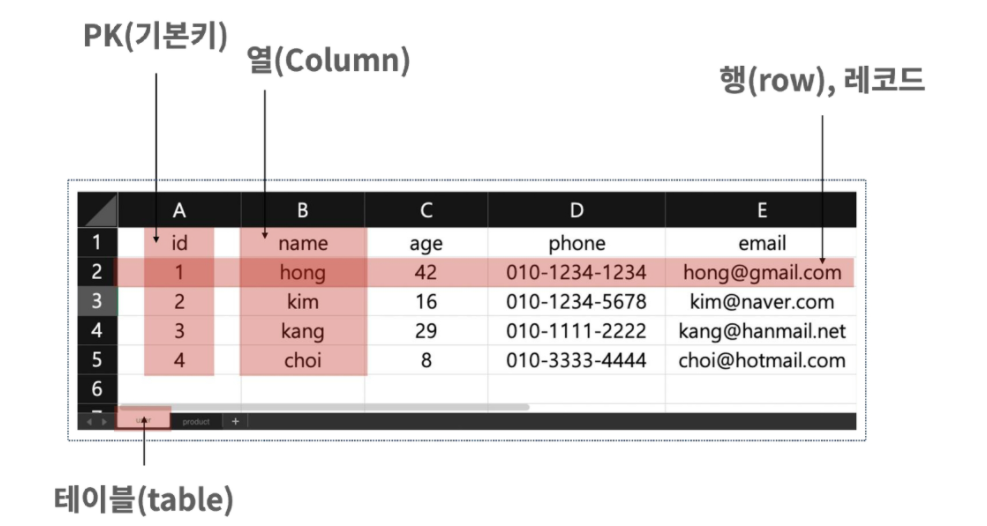 PK(기본키)
열(Column)
행(row), 레코드
A B C D E
1 id name age phone email
2 1 hong 42 010-1234-1234 hong@gmail.com
3 2 kim 16 010-1234-5678 kim@naver.com
4 3 kang 29 010-1111-2222 kang@hanmail.net
5 4 choi 8 010-3333-4444 choi@hotmail.com
6
product +
테이블(table)